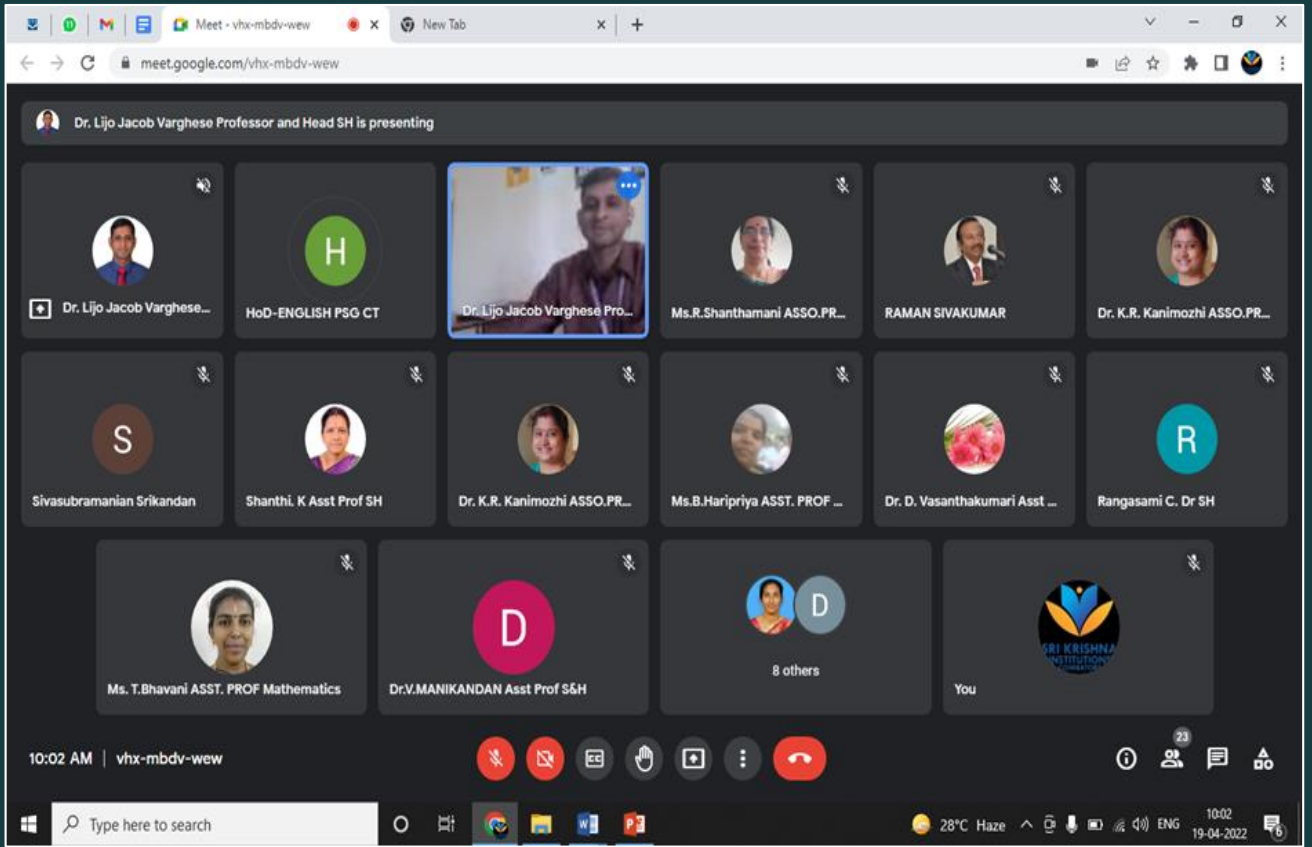 Meet - vhx-mbdv-wew
New Tab
meet.google.com/vhx-mbdv-wew
Dr. Lijo Jacob Varghese Professor and Head SH is presenting
H
Dr. Lijo Jacob Varghese...
HoD-ENGLISH PSG CT
Dr. Lijo Jacob Varghese Pro...
Ms.R.Shanthamani ASSO.PR...
RAMAN SIVAKUMAR
Dr. K.R. Kanimozhi ASSO.PR...
S
R
Sivasubramanian Srikandan
Shanthi. K Asst Prof SH
Dr. K.R. Kanimozhi ASSO.PR...
Ms.B.Haripriya ASST. PROF ...
Dr. D. Vasanthakumari Asst ...
Rangasami C. Dr SH
D
D
SRI KRISHNA
INSTITUTIONS
8 others
Ms. T.Bhavani ASST. PROF Mathematics
Dr.V.MANIKANDAN Asst Prof S&H
You
10:02 AM | vhx-mbdv-wew
CC
23
Type here to search
28°C Haze
ENG
10:02
19-04-2022
6